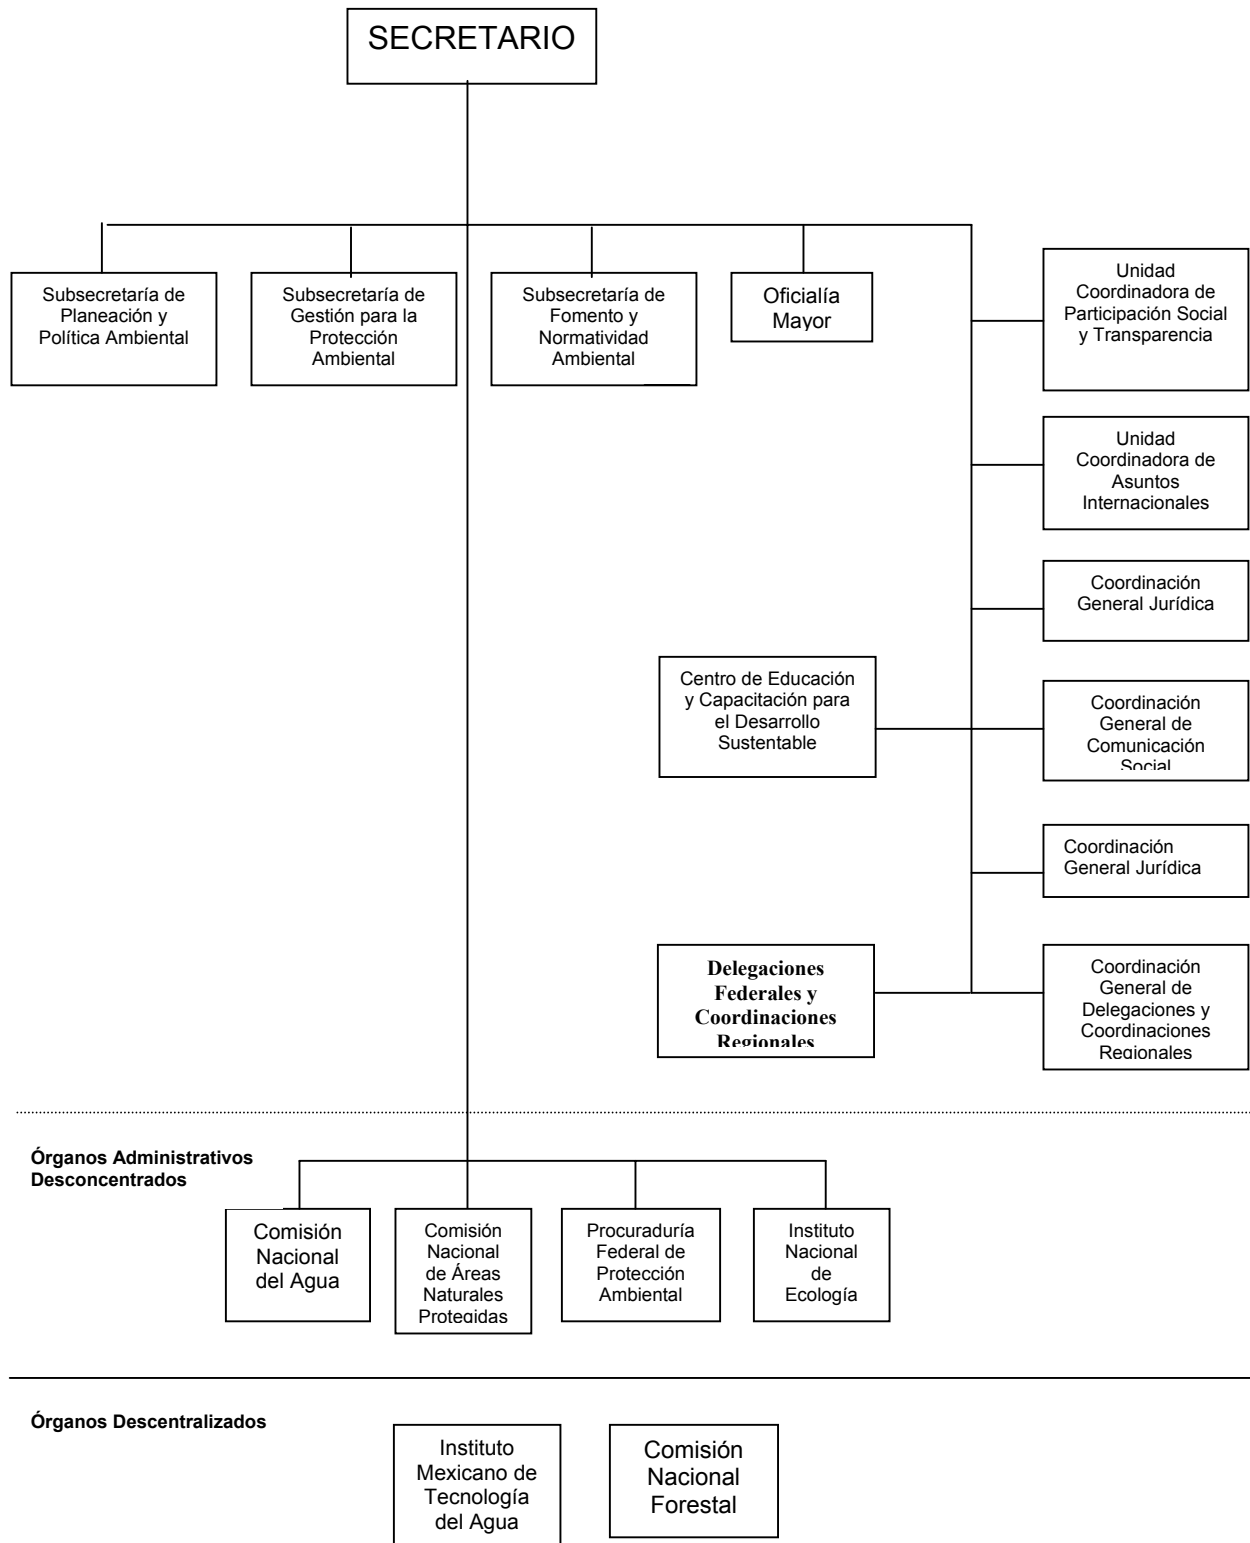 SECRETARIO
Subsecretaría de
Planeación y
Política Ambiental
Subsecretaría de
Gestión para la
Protección
Ambiental
Subsecretaría de
Fomento y
Normatividad
Ambiental
Oficialía
Mayor
Unidad
Coordinadora de
Participación Social
y Transparencia
Unidad
Coordinadora de
Asuntos
Internacionales
Coordinación
General Jurídica
Centro de Educación
y Capacitación para
el Desarrollo
Sustentable
Coordinación
General de
Comunicación
Social
Coordinación
General Jurídica
Delegaciones
Federales y
Coordinaciones
Regionales
Coordinación
General de
Delegaciones y
Coordinaciones
Regionales
Órganos Administrativos
Desconcentrados
Comisión
Nacional
del Agua
Comisión
Nacional
de Áreas
Naturales
Protegidas
Procuraduría
Federal de
Protección
Ambiental
Instituto
Nacional
de
Ecología
Órganos Descentralizados
Instituto
Mexicano de
Tecnología
del Agua
Comisión
Nacional
Forestal